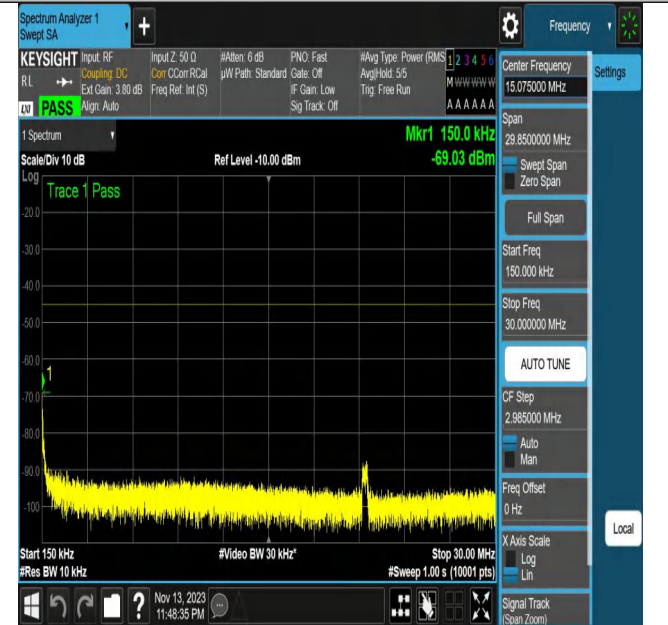 Spectrum Analyzer 1
Swept SA
+
Frequency
KEYSIGHT
RL
LXI PASS
Input: RF
Coupling: DC
Ext Gain: 3.80 dB
Align: Auto
Input Z: 50 Ω
Corr CCorr RCal
Freq Ref: Int (S)
#Atten: 6 dB
µW Path: Standard
PNO: Fast
Gate: Off
IF Gain: Low
Sig Track: Off
#Avg Type: Power (RMS
Avg|Hold: 5/5
Trig: Free Run
1 2 3 4 5 6
M W W W W W
A A A A A A
1 Spectrum
Scale/Div 10 dB
Ref Level -10.00 dBm
Mkr1 150.0 kHz
-69.03 dBm
Log
Trace 1 Pass
-20.0
-30.0
-40.0
-50.0
-60.0
1
-70.0
-80.0
-90.0
-100
Start 150 kHz
#Video BW 30 kHz*
Stop 30.00 MHz
#Res BW 10 kHz
#Sweep 1.00 s (10001 pts)
?
Nov 13, 2023
11:48:35 PM
Center Frequency
15.075000 MHz
Settings
Span
29.8500000 MHz
Swept Span
Zero Span
Full Span
Start Freq
150.000 kHz
Stop Freq
30.000000 MHz
AUTO TUNE
CF Step
2.985000 MHz
Auto
Man
Freq Offset
0 Hz
X Axis Scale
Log
Lin
Local
Signal Track
(Span Zoom)